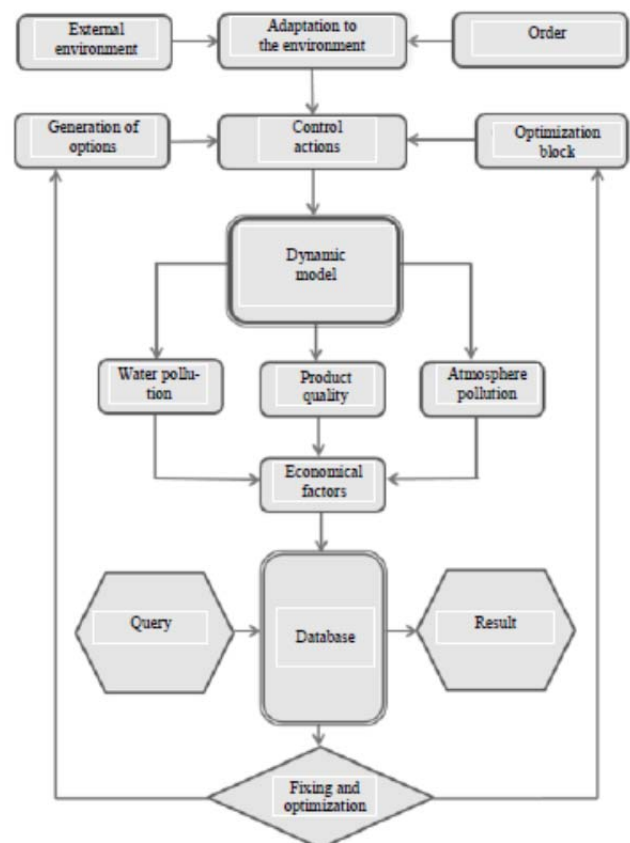 External
environment
Adaptation to
the environment
Order
Generation of
options
Control
actions
Optimization
block
Dynamic
model
Water pollu-
tion
Product
quality
Atmosphere
pollution
Economical
factors
Query
Database
Result
Fixing and
optimization